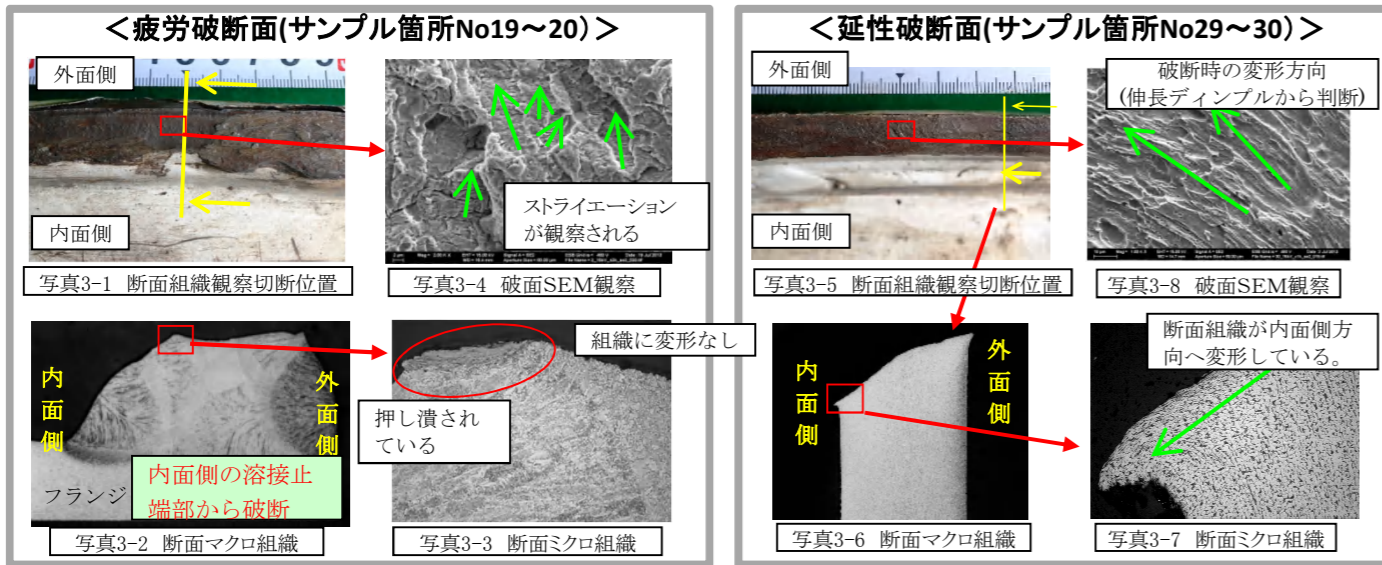 <疲労破断面(サンプル箇所No19～20)>
外面側
内面側
写真3-1 断面組織観察切断位置
ストライエーション
が観察される
写真3-4 破面SEM観察
内面側
外面側
フランジ
内面側の溶接止
端部から破断
写真3-2 断面マクロ組織
組織に変形なし
押し潰され
ている
写真3-3 断面ミクロ組織
<延性破断面(サンプル箇所No29～30)>
外面側
内面側
写真3-5 断面組織観察切断位置
破断時の変形方向
(伸長ディンプルから判断)
写真3-8 破面SEM観察
内面側
外面側
写真3-6 断面マクロ組織
断面組織が内面側方
向へ変形している。
写真3-7 断面ミクロ組織